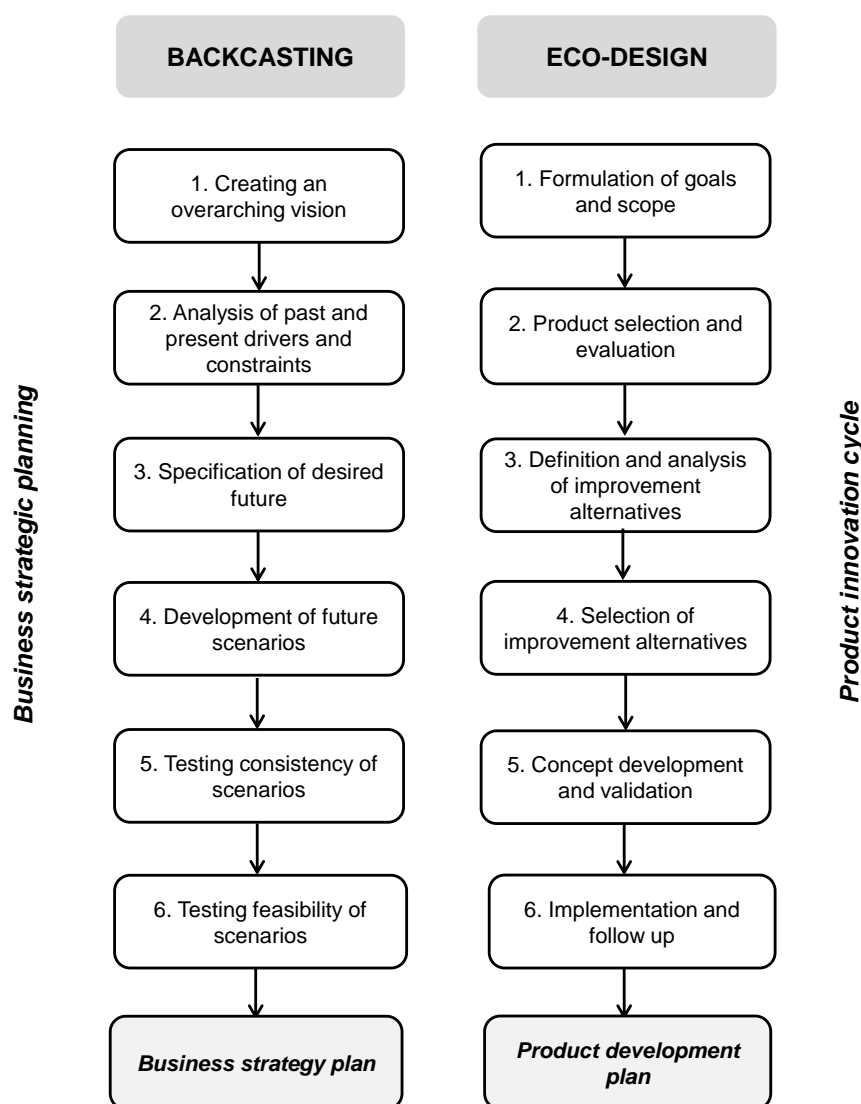 BACKCASTING
1. Creating an
overarching vision
2. Analysis of past and
present drivers and
constraints
3. Specification of desired
future
4. Development of future
scenarios
5. Testing consistency of
scenarios
6. Testing feasibility of
scenarios
Business strategy plan
Business strategic planning
ECO-DESIGN
1. Formulation of goals
and scope
2. Product selection and
evaluation
3. Definition and analysis
of improvement
alternatives
4. Selection of
improvement alternatives
5. Concept development
and validation
6. Implementation and
follow up
Product development
plan
Product innovation cycle